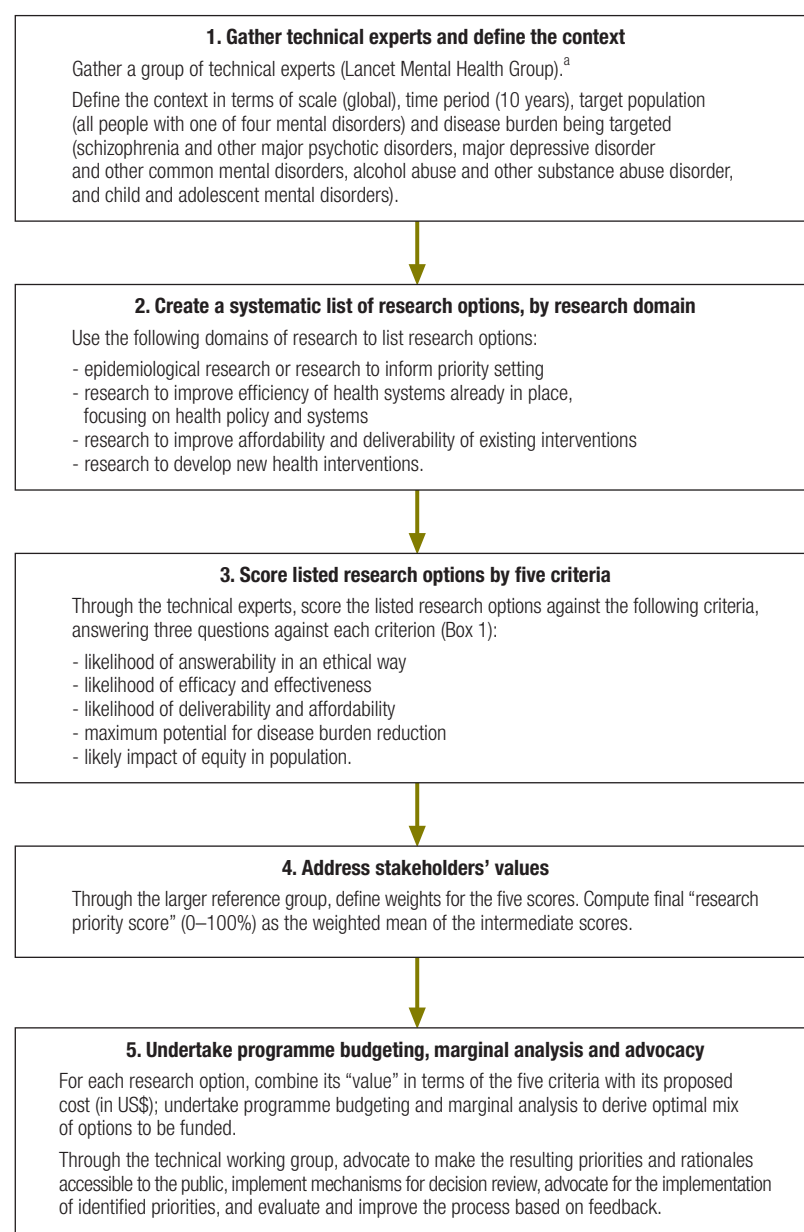 1. Gather technical experts and define the context
Gather a group of technical experts (Lancet Mental Health Group).a
Define the context in terms of scale (global), time period (10 years), target population
(all people with one of four mental disorders) and disease burden being targeted
(schizophrenia and other major psychotic disorders, major depressive disorder
and other common mental disorders, alcohol abuse and other substance abuse disorder,
and child and adolescent mental disorders).
2. Create a systematic list of research options, by research domain
Use the following domains of research to list research options:
- epidemiological research or research to inform priority setting
- research to improve efficiency of health systems already in place,
focusing on health policy and systems
- research to improve affordability and deliverability of existing interventions
- research to develop new health interventions.
3. Score listed research options by five criteria
Through the technical experts, score the listed research options against the following criteria,
answering three questions against each criterion (Box 1):
- likelihood of answerability in an ethical way
- likelihood of efficacy and effectiveness
- likelihood of deliverability and affordability
- maximum potential for disease burden reduction
- likely impact of equity in population.
4. Address stakeholders’ values
Through the larger reference group, define weights for the five scores. Compute final “research
priority score” (0–100%) as the weighted mean of the intermediate scores.
5. Undertake programme budgeting, marginal analysis and advocacy
For each research option, combine its “value” in terms of the five criteria with its proposed
cost (in US$); undertake programme budgeting and marginal analysis to derive optimal mix
of options to be funded.
Through the technical working group, advocate to make the resulting priorities and rationales
accessible to the public, implement mechanisms for decision review, advocate for the implementation
of identified priorities, and evaluate and improve the process based on feedback.